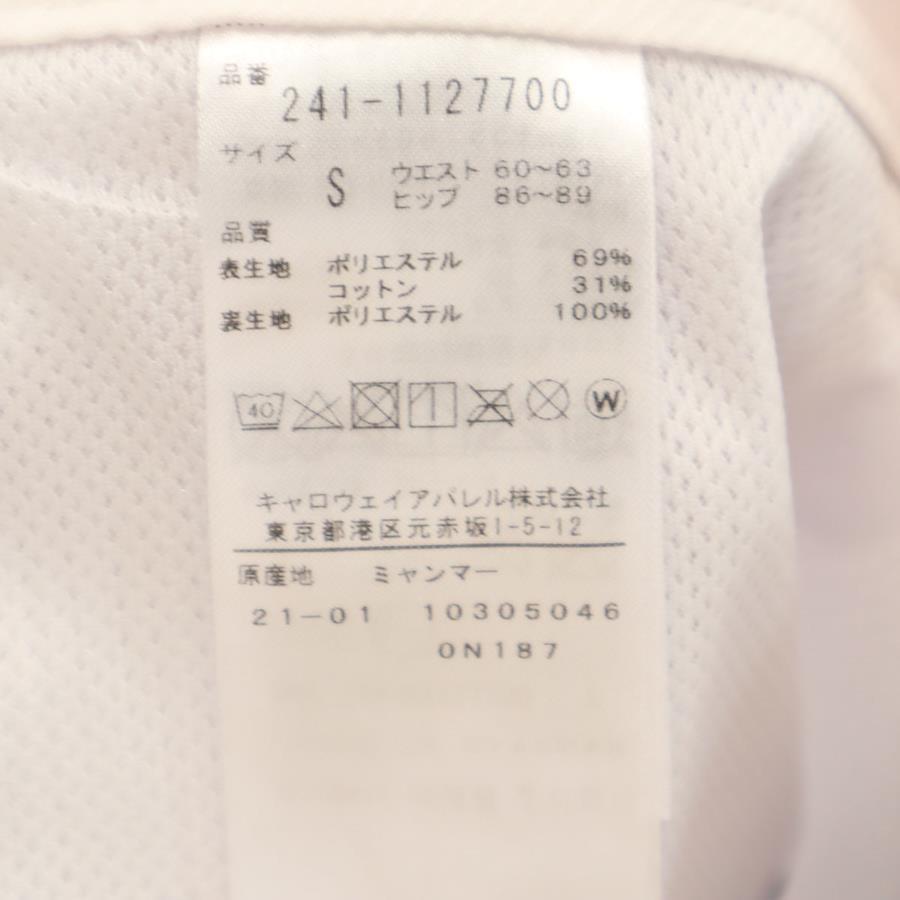 品番
241-1127700
サイズ
S ウエスト 60〜63
ヒップ 86〜89
品質
表生地 ポリエステル 69%
コットン 31%
裏生地 ポリエステル 100%
40 W
キャロウェイアパレル株式会社
東京都港区元赤坂1-5-12
原産地 ミャンマー
21-01 10305046
0N187